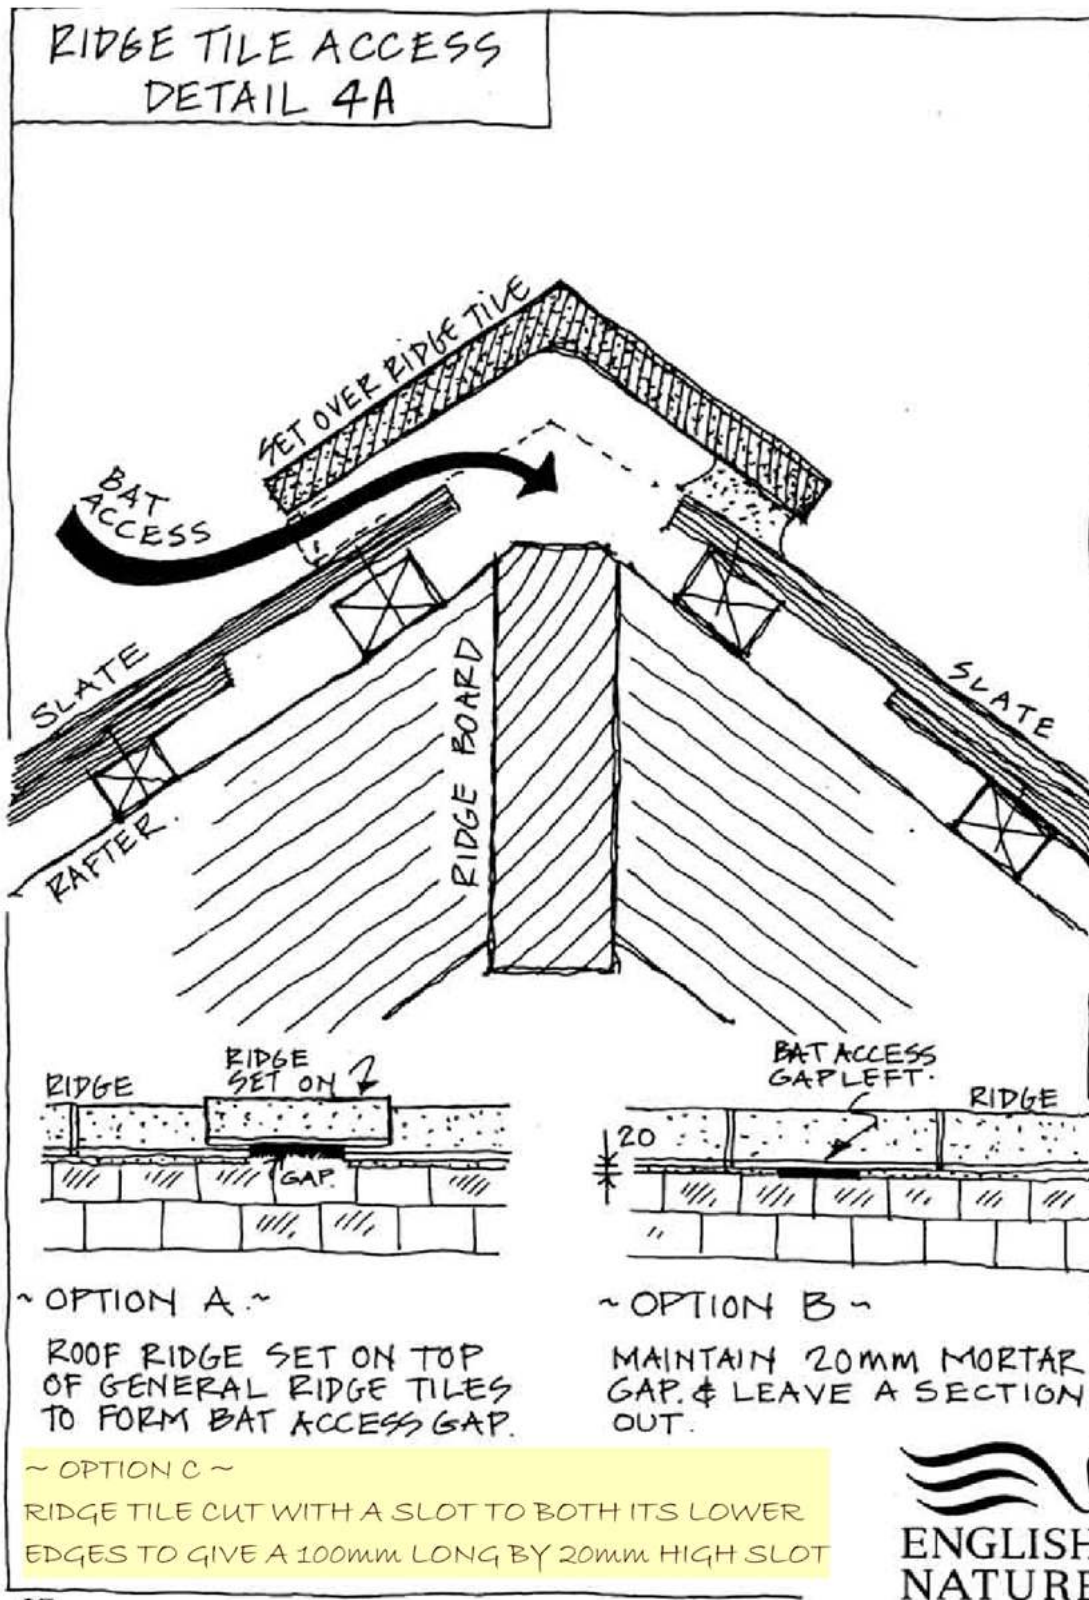 RIDGE TILE ACCESS
DETAIL 4A
SET OVER RIDGE TILE
BAT
ACCESS
SLATE
RAFTER.
RIDGE BOARD
SLATE
RIDGE
RIDGE
SET ON
GAP.
BAT ACCESS
GAP LEFT.
RIDGE
20
~ OPTION A ~
ROOF RIDGE SET ON TOP
OF GENERAL RIDGE TILES
TO FORM BAT ACCESS GAP.
~ OPTION B ~
MAINTAIN 20mm MORTAR
GAP. & LEAVE A SECTION
OUT.
~ OPTION C ~
RIDGE TILE CUT WITH A SLOT TO BOTH ITS LOWER
EDGES TO GIVE A 100mm LONG BY 20mm HIGH SLOT
ENGLISH
NATURE